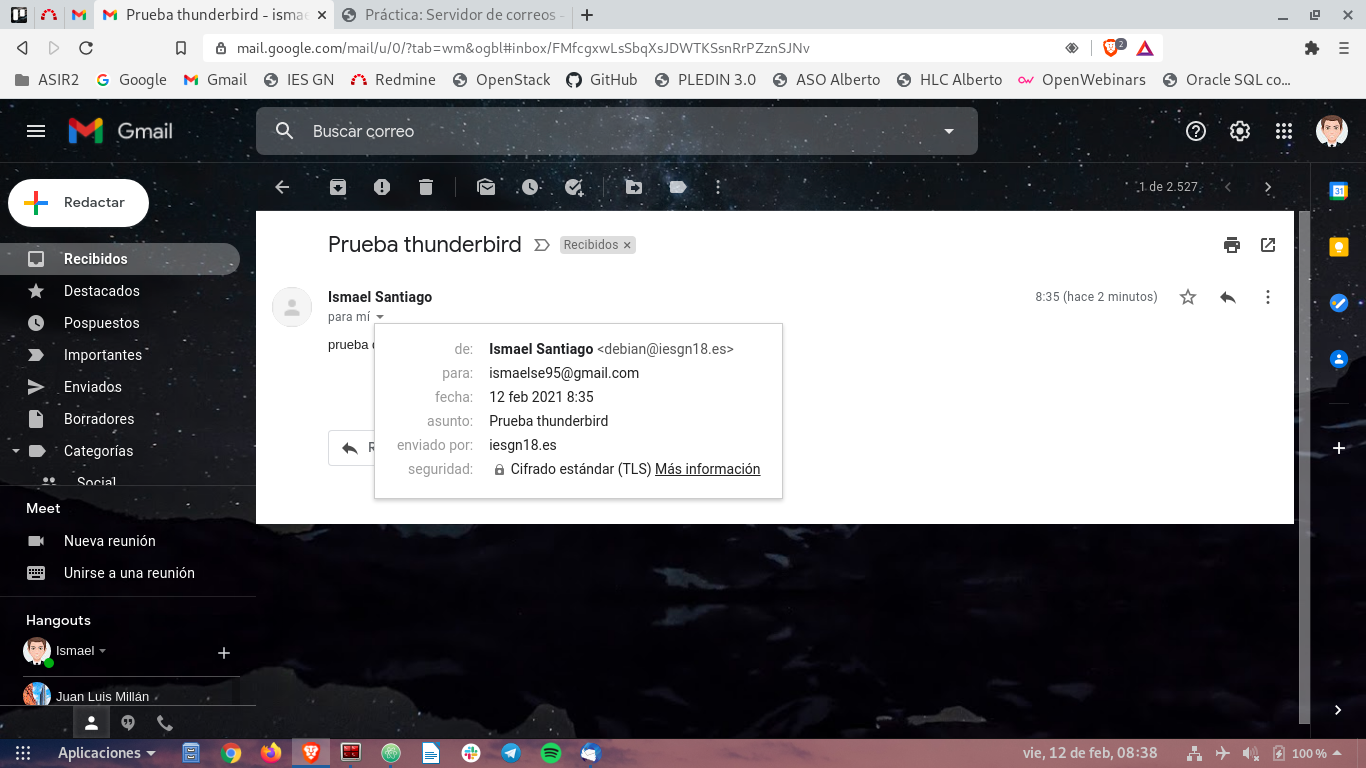 Prueba thunderbird - ismae
Práctica: Servidor de correos -
mail.google.com/mail/u/0/?tab=wm&ogbl#inbox/FMfcgxwLsSbqXsJDWTKSsnRrPZznSJNv
2
ASIR2
Google
Gmail
IES GN
Redmine
OpenStack
GitHub
PLEDIN 3.0
ASO Alberto
HLC Alberto
OpenWebinars
Oracle SQL co...
Gmail
Buscar correo
Redactar
1 de 2.527
31
Recibidos
Destacados
Pospuestos
Importantes
Enviados
Borradores
Categorías
Social
Meet
Nueva reunión
Unirse a una reunión
Hangouts
Ismael
Juan Luis Millán
Prueba thunderbird
Recibidos ×
Ismael Santiago
8:35 (hace 2 minutos)
para mí
prueba
de: Ismael Santiago <debian@iesgn18.es>
para: ismaelse95@gmail.com
fecha: 12 feb 2021 8:35
asunto: Prueba thunderbird
enviado por: iesgn18.es
seguridad: Cifrado estándar (TLS) Más información
Aplicaciones
vie, 12 de feb, 08:38
100 %